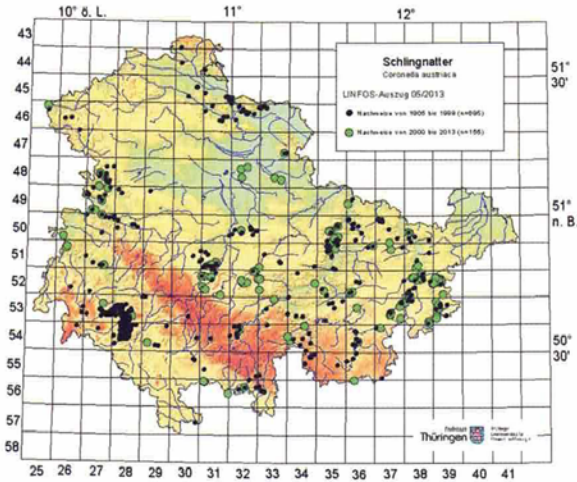 10° ö. L. 11° 12°
43
44
45
46
47
48
49
50
51
52
53
54
55
56
57
58
51°
30'
51°
n. B.
50°
30'
Schlingnatter
Coronella austriaca
LINFOS-Auszug 05/2013
Nachweise von 1985 bis 1999 (n=695)
Nachweise von 2000 bis 2013 (n=155)
Freistaat
Thüringen
25 26 27 28 29 30 31 32 33 34 35 36 37 38 39 40 41